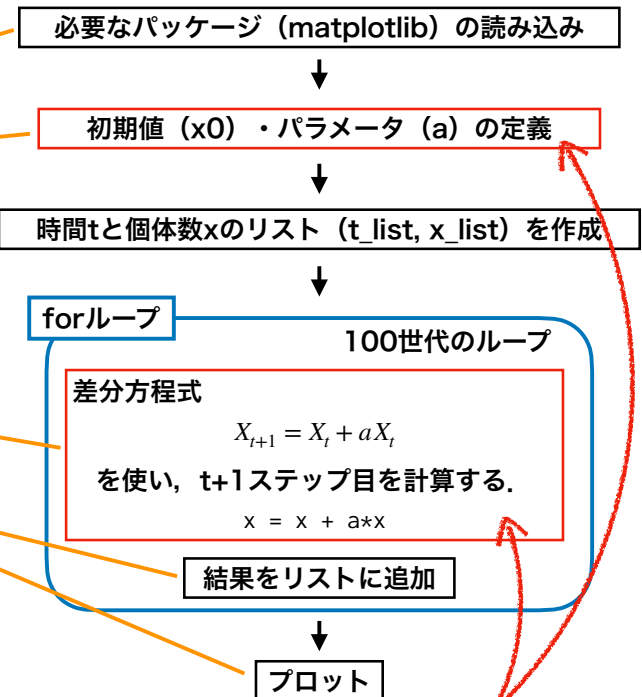 必要なパッケージ（matplotlib）の読み込み
初期値（x0）・パラメータ（a）の定義
時間tと個体数xのリスト（t_list, x_list）を作成
forループ
100世代のループ
差分方程式
X_{t+1} = X_t + aX_t
を使い，t+1ステップ目を計算する．
x = x + a*x
結果をリストに追加
プロット